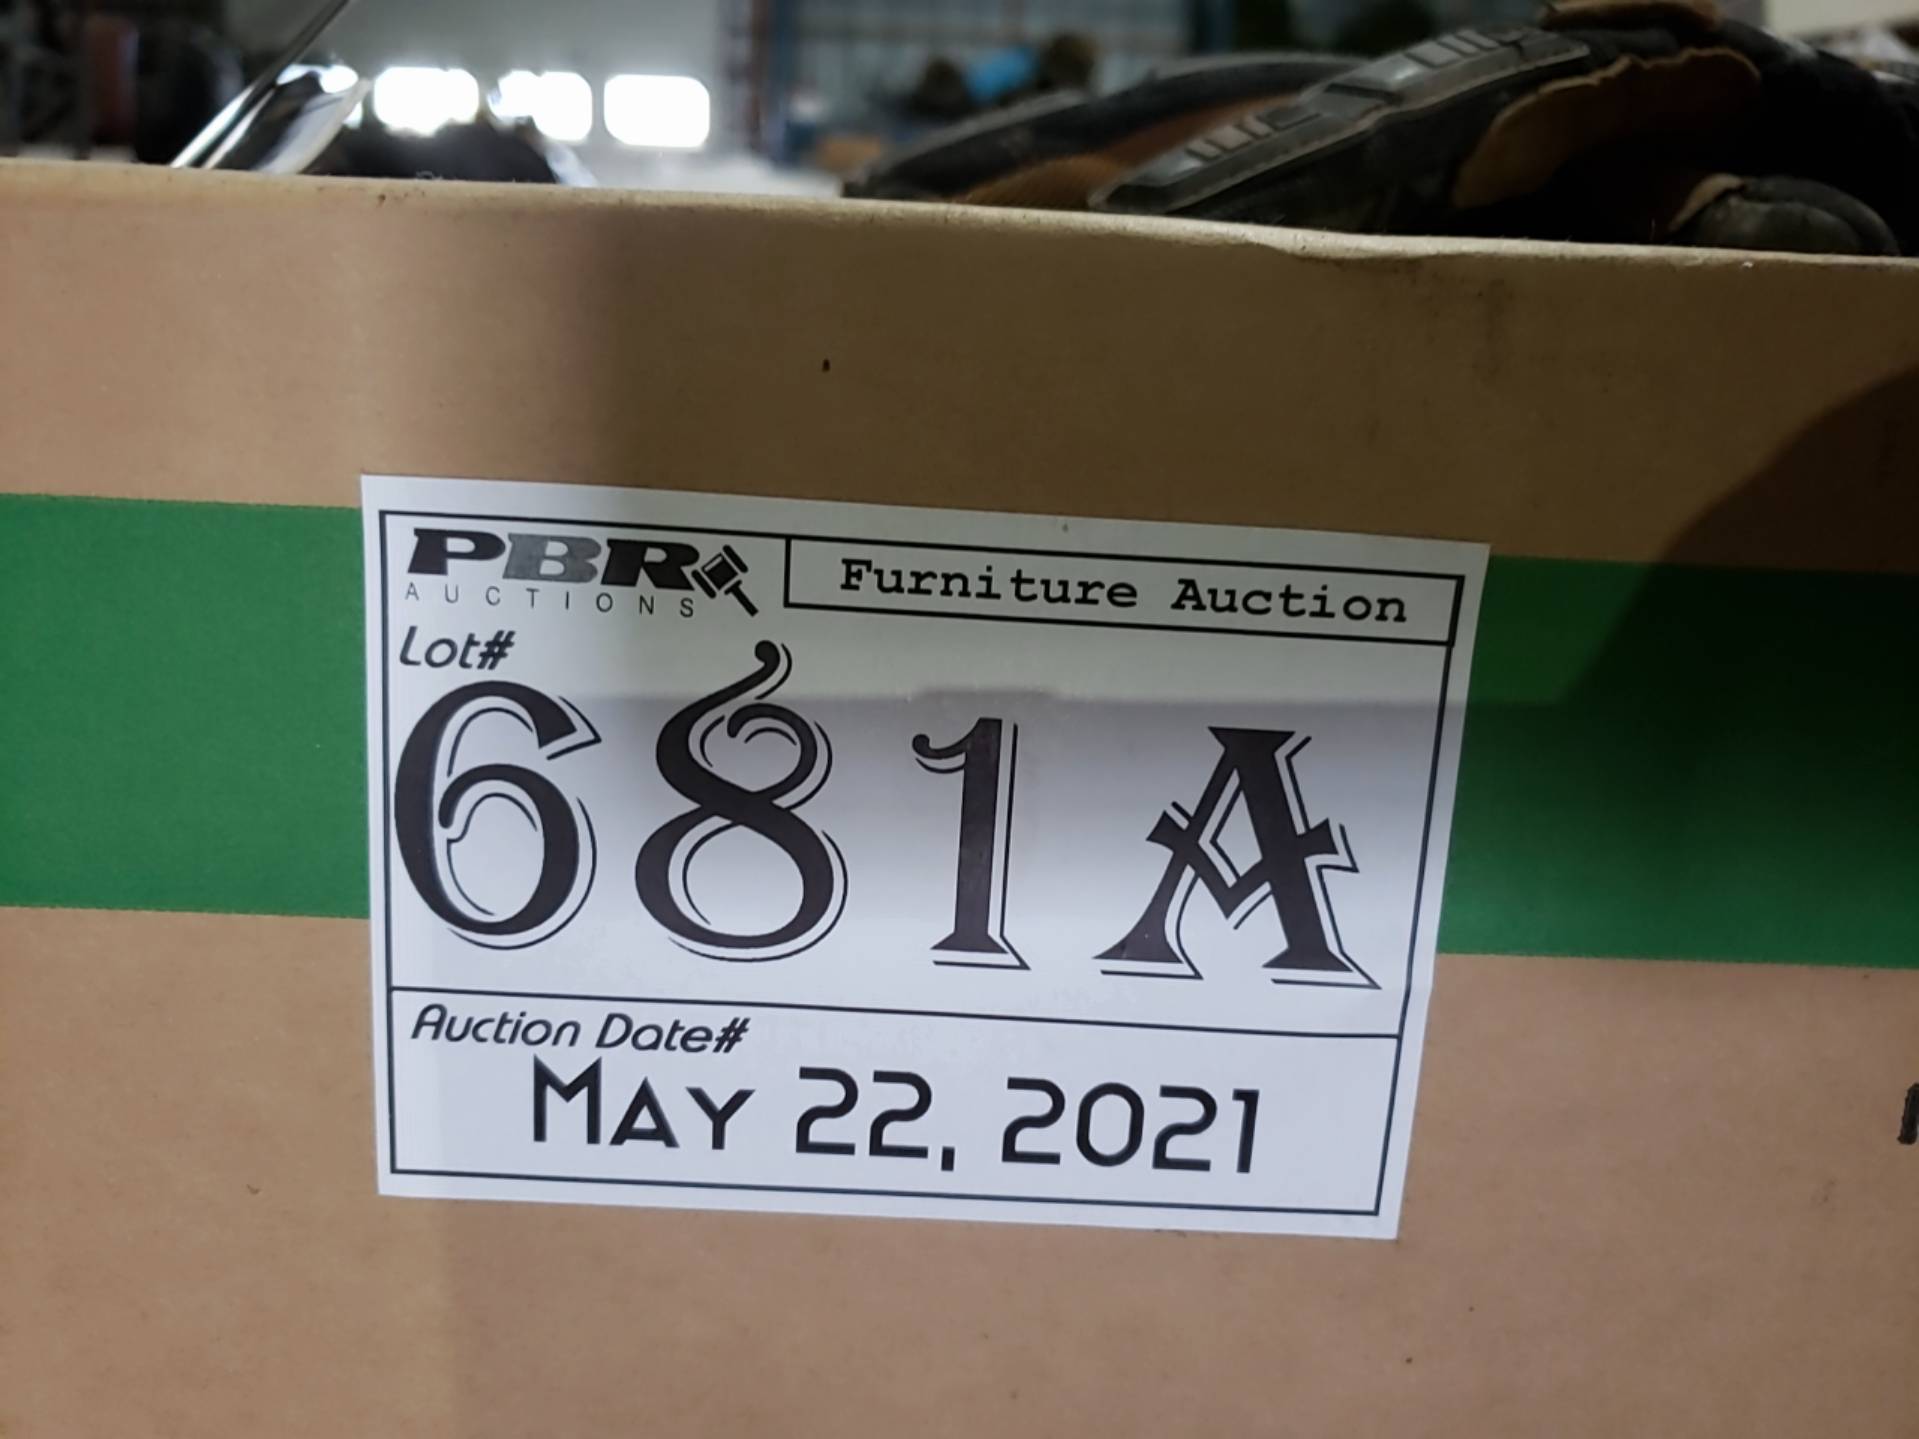 PBR
AUCTIONS
Furniture Auction
Lot#
681A
Auction Date#
MAY 22, 2021